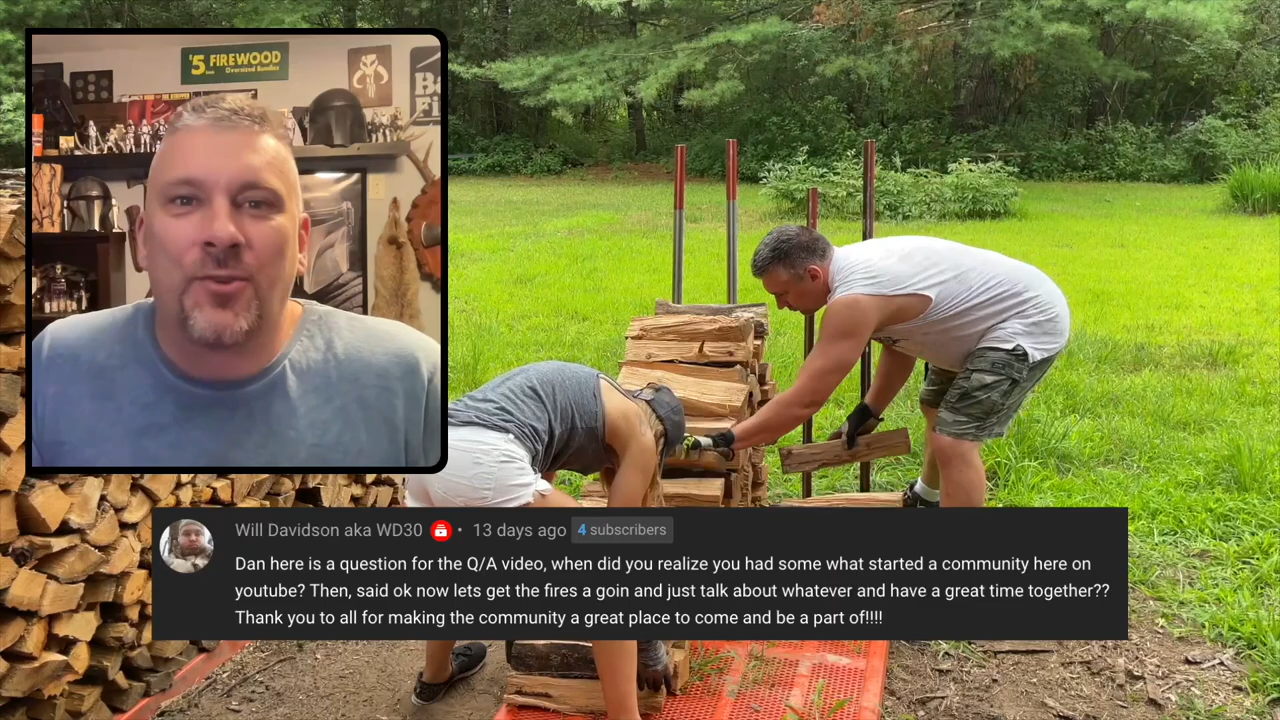 $5 FIREWOOD
Oversized Bundles
Will Davidson aka WD30 • 13 days ago 4 subscribers
Dan here is a question for the Q/A video, when did you realize you had some what started a community here on
youtube? Then, said ok now lets get the fires a goin and just talk about whatever and have a great time together??
Thank you to all for making the community a great place to come and be a part of!!!!